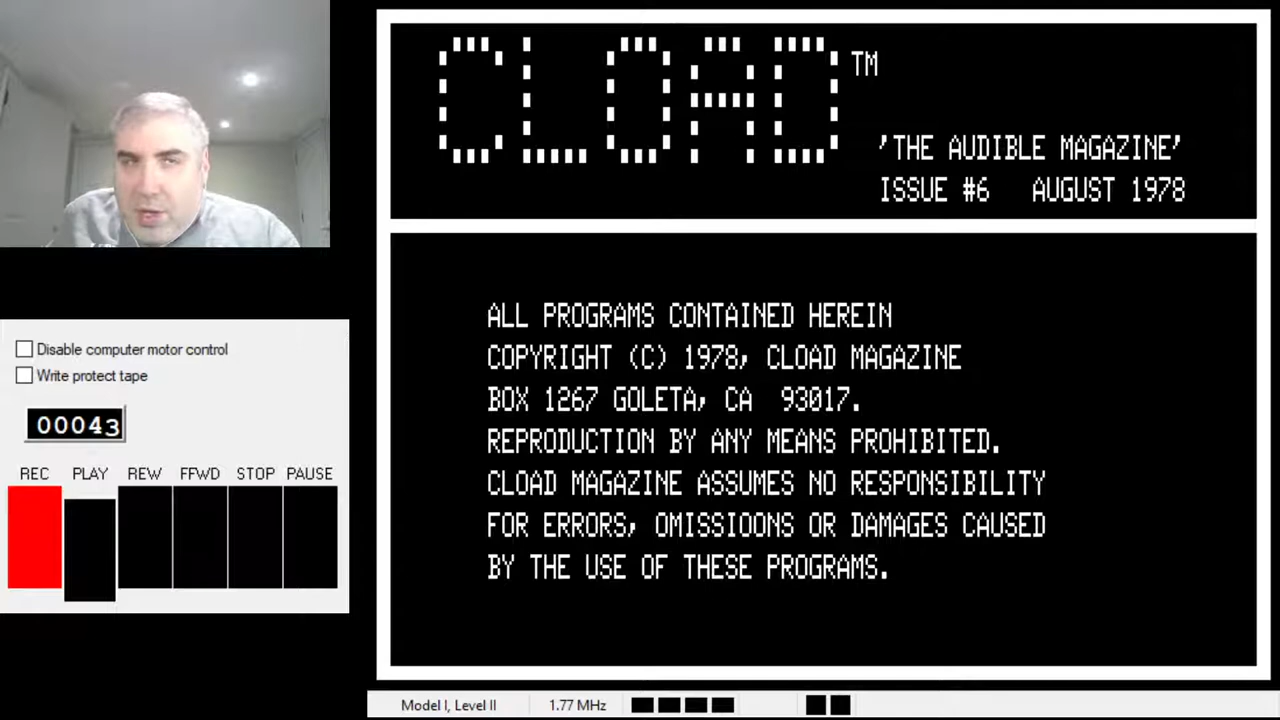 CLOAD TM
'THE AUDIBLE MAGAZINE'
ISSUE #6 AUGUST 1978
ALL PROGRAMS CONTAINED HEREIN
COPYRIGHT (C) 1978, CLOAD MAGAZINE
BOX 1267 GOLETA, CA 93017.
REPRODUCTION BY ANY MEANS PROHIBITED.
CLOAD MAGAZINE ASSUMES NO RESPONSIBILITY
FOR ERRORS, OMISSIOONS OR DAMAGES CAUSED
BY THE USE OF THESE PROGRAMS.
Disable computer motor control
Write protect tape
00043
REC PLAY REW FFWD STOP PAUSE
Model I, Level II 1.77 MHz